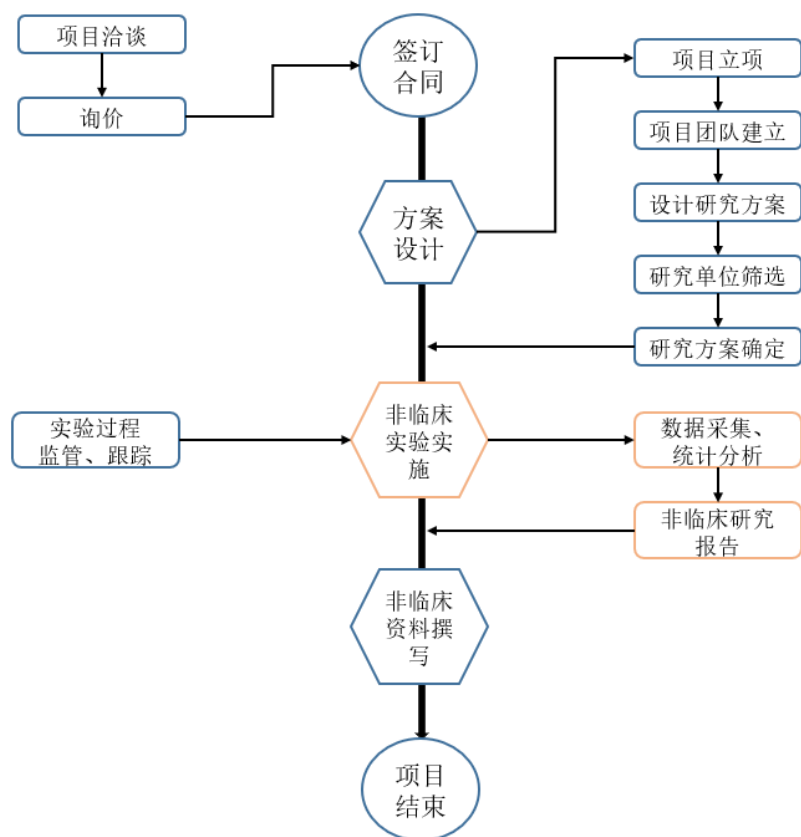 项目洽谈
询价
签订
合同
项目立项
项目团队建立
设计研究方案
研究单位筛选
研究方案确定
方案
设计
实验过程
监管、跟踪
非临床
实验实
施
数据采集、
统计分析
非临床研究
报告
非临床
资料撰
写
项目
结束